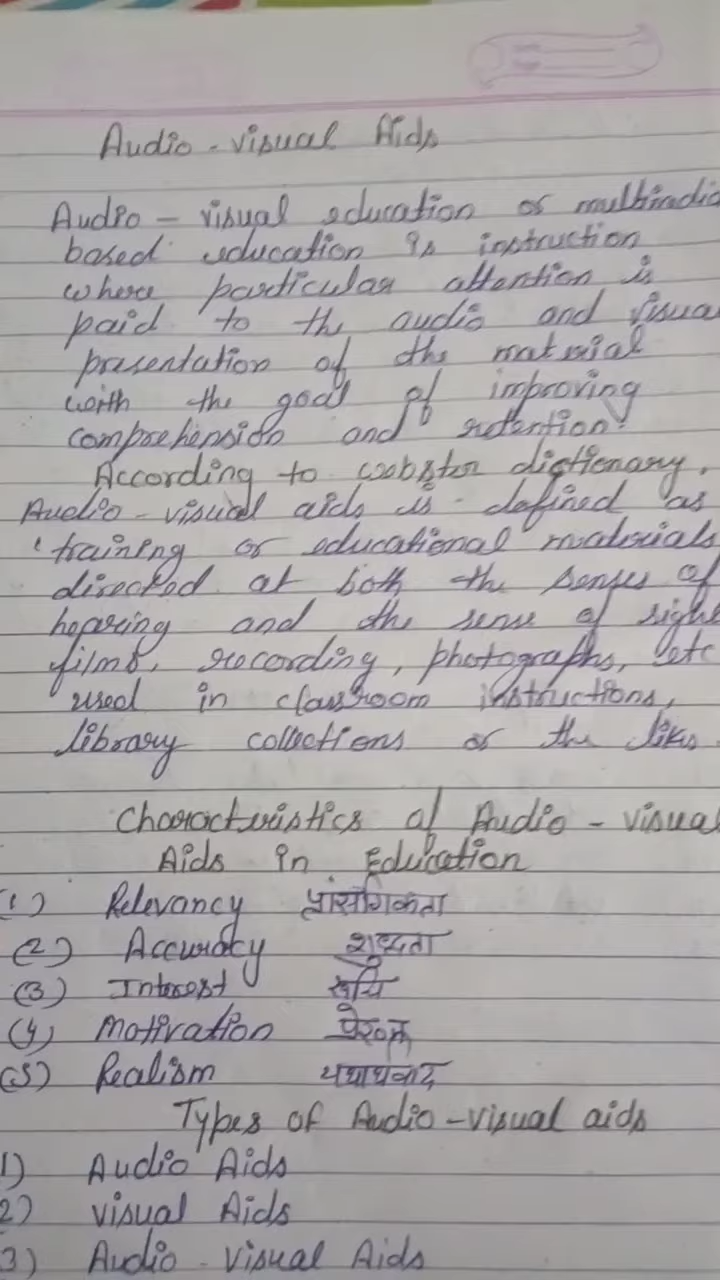 Audio - visual Aids
Audio - visual education or multimedia
based education is instruction
where particular attention is
paid to the audio and visual
presentation of the material
with the goal of improving
comprehension and retention.
According to webster dictionary,
Audio - visual aids is defined as
'training or educational materials
directed at both the senses of
hearing and the sense of sight
films, recording, photographs, etc
used in classroom instructions,
library collections or the likes
Characteristics of Audio - visual
Aids in Education
(1) Relevancy प्रासंगिकता
(2) Accuracy शुध्दता
(3) Interest रुचि
(4) Motivation प्रेरणा
(5) Realism यथार्थवाद
Types of Audio - visual aids
1) Audio Aids
2) visual Aids
3) Audio - Visual Aids